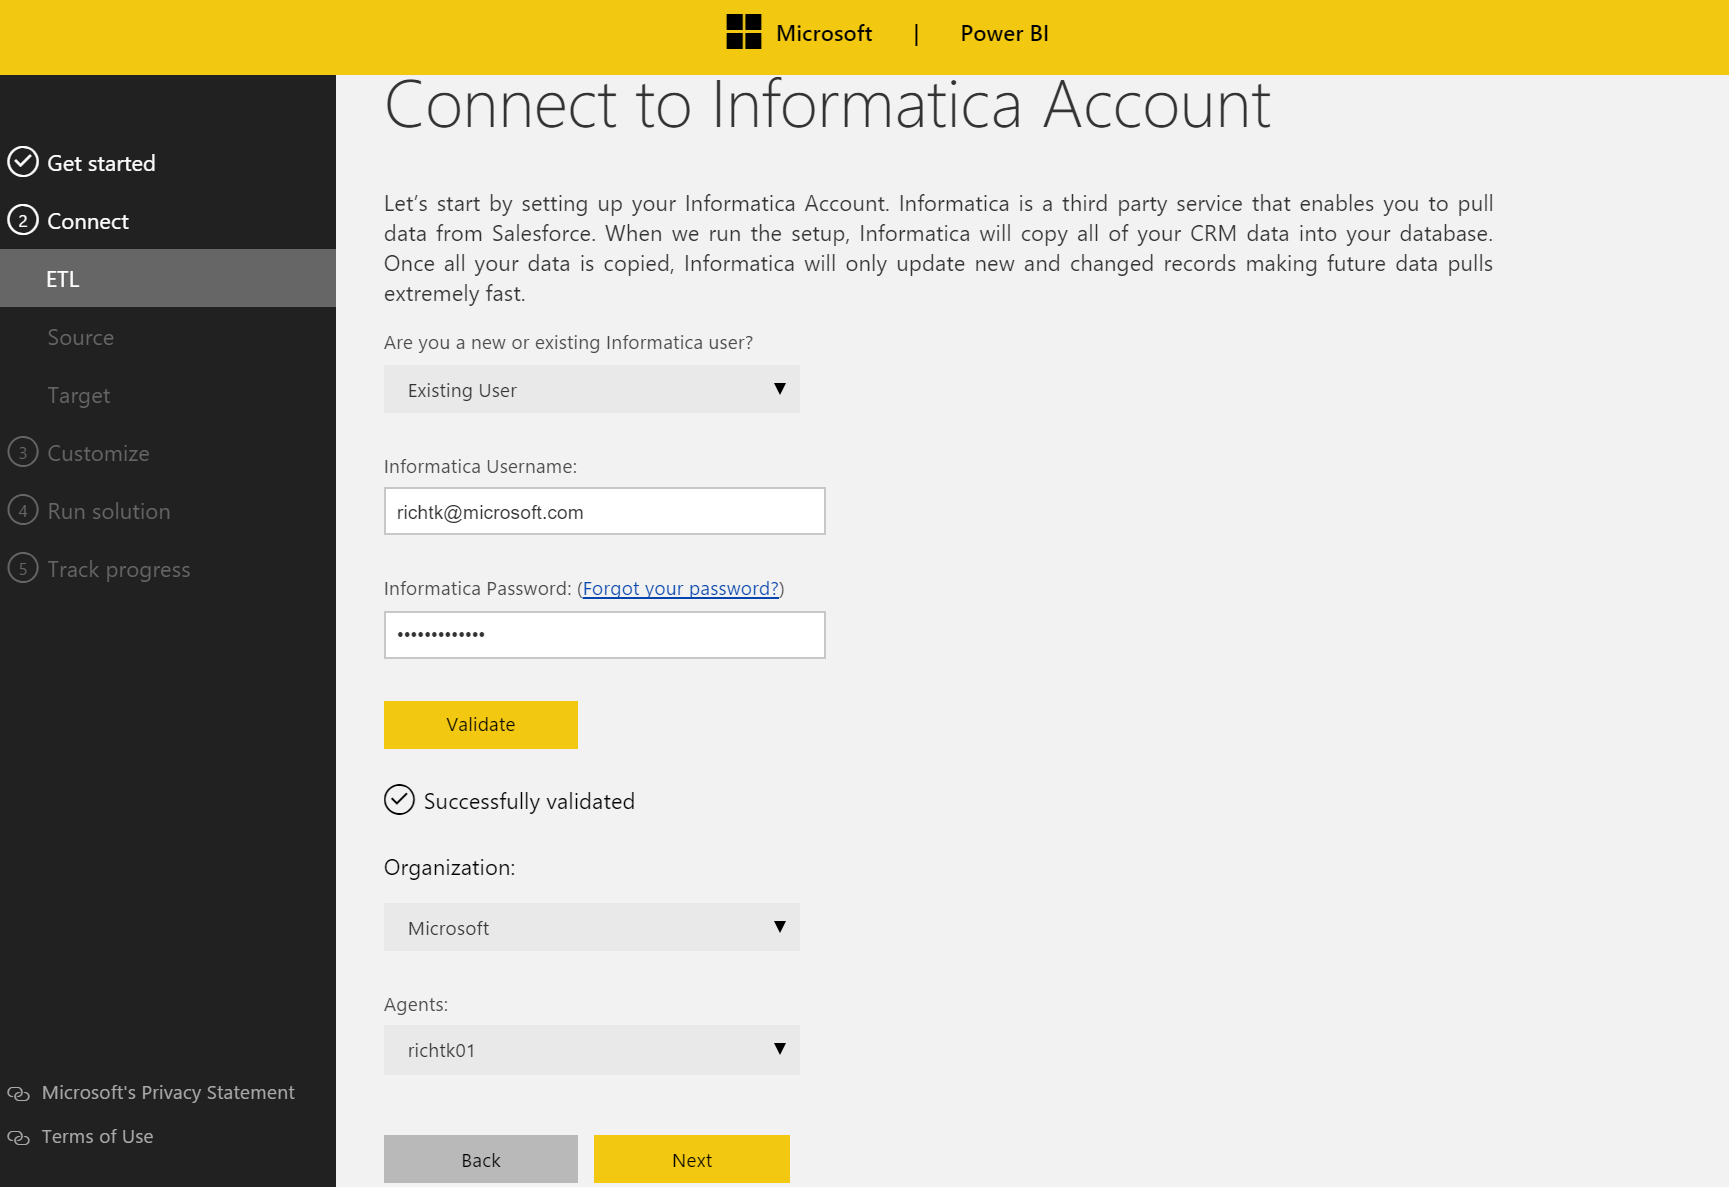 Microsoft | Power BI
Get started
2 Connect
ETL
Source
Target
3 Customize
4 Run solution
5 Track progress
Microsoft's Privacy Statement
Terms of Use
Connect to Informatica Account
Let’s start by setting up your Informatica Account. Informatica is a third party service that enables you to pull
data from Salesforce. When we run the setup, Informatica will copy all of your CRM data into your database.
Once all your data is copied, Informatica will only update new and changed records making future data pulls
extremely fast.
Are you a new or existing Informatica user?
Existing User
Informatica Username:
richtk@microsoft.com
Informatica Password: (Forgot your password?)
•••••••••••••
Validate
Successfully validated
Organization:
Microsoft
Agents:
richtk01
Back
Next